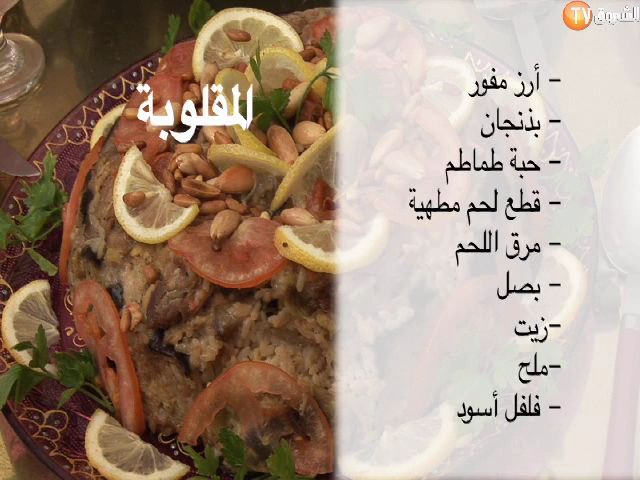 الشروق TV
المقلوبة
- أرز مفور
- بذنجان
- حبة طماطم
- قطع لحم مطهية
- مرق اللحم
- بصل
-زيت
-ملح
- فلفل أسود